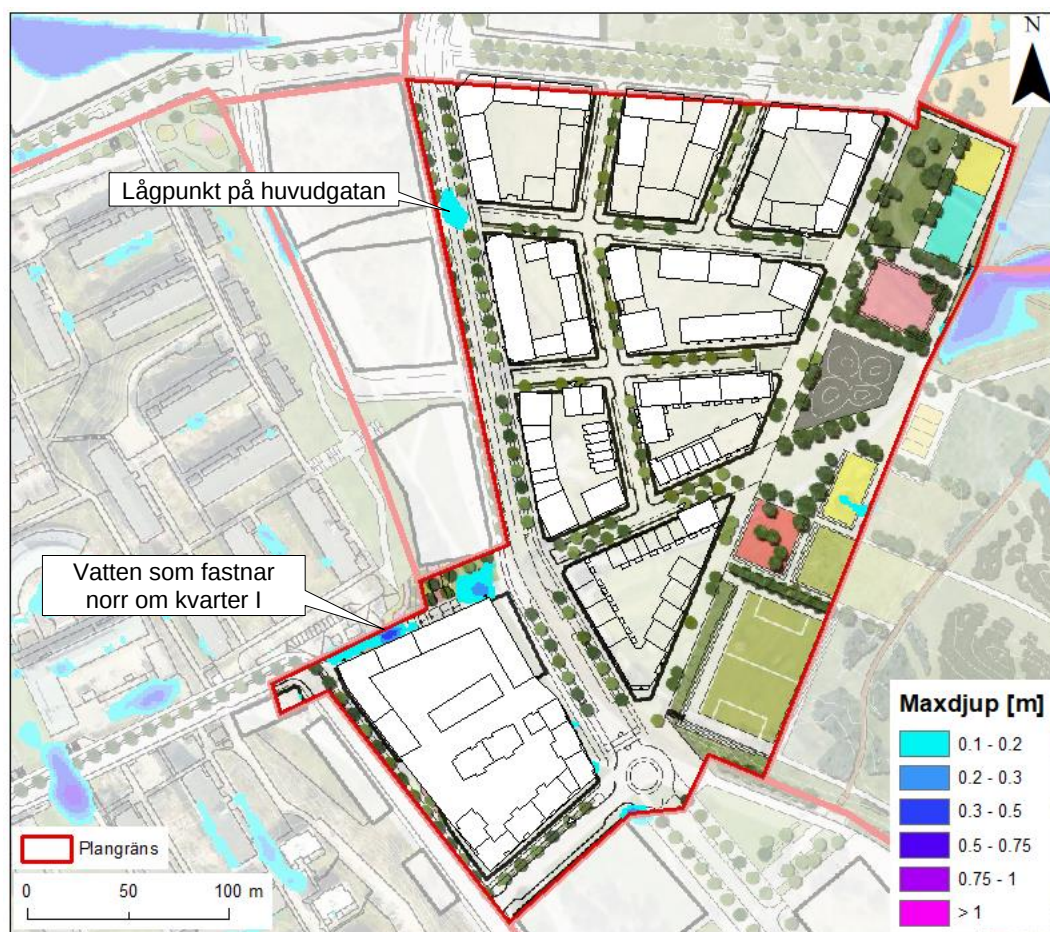 N
Lågpunkt på huvudgatan
Vatten som fastnar
norr om kvarter I
Maxdjup [m]
0.1 - 0.2
0.2 - 0.3
0.3 - 0.5
0.5 - 0.75
0.75 - 1
> 1
Plangräns
0 50 100 m